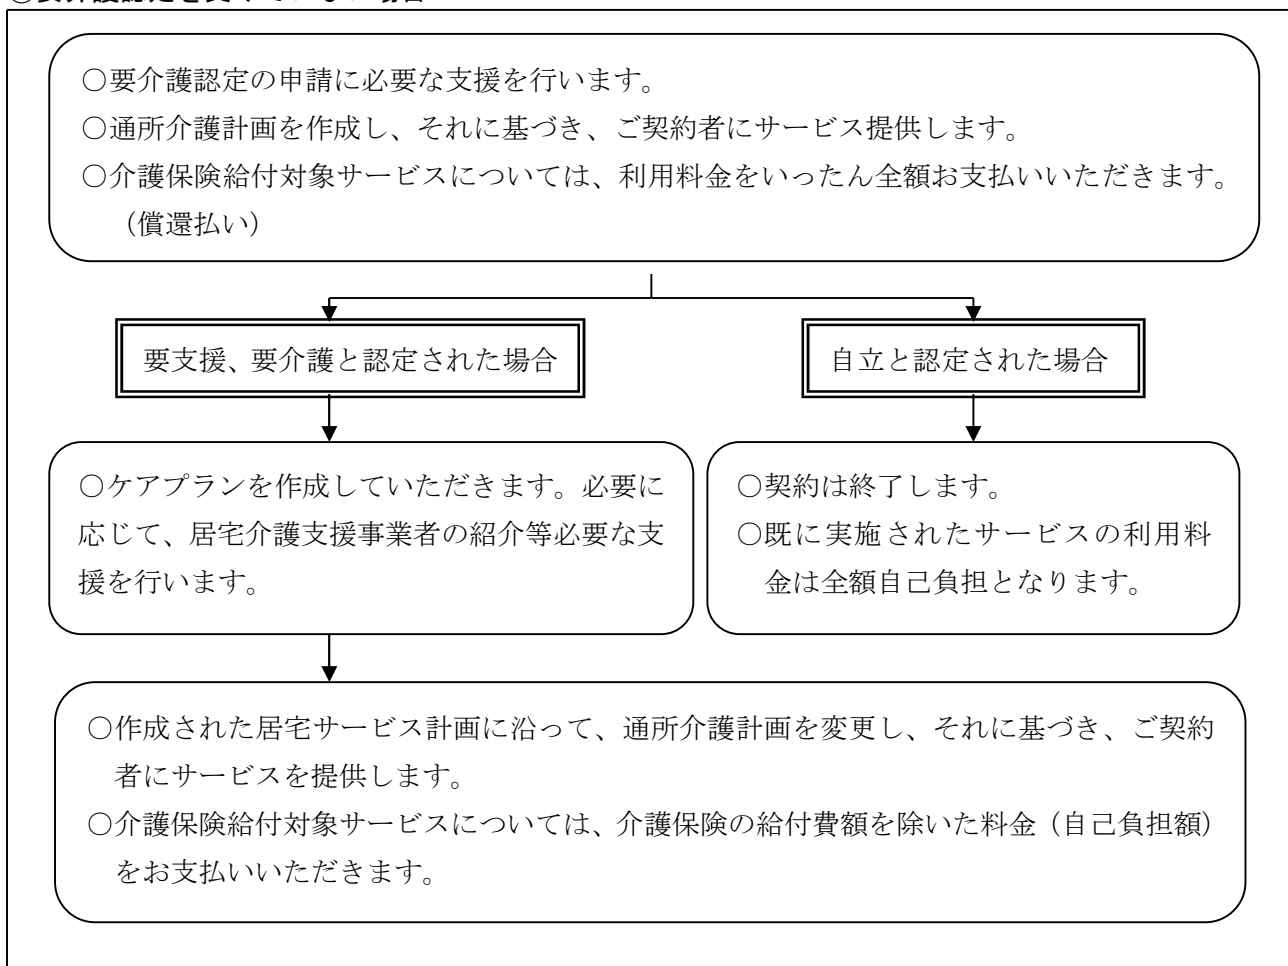 ○要介護認定の申請に必要な支援を行います。
○通所介護計画を作成し、それに基づき、ご契約者にサービス提供します。
○介護保険給付対象サービスについては、利用料金をいったん全額お支払いいただきます。
（償還払い）
要支援、要介護と認定された場合
自立と認定された場合
○ケアプランを作成していただきます。必要に
応じて、居宅介護支援事業者の紹介等必要な支
援を行います。
○契約は終了します。
○既に実施されたサービスの利用料
金は全額自己負担となります。
○作成された居宅サービス計画に沿って、通所介護計画を変更し、それに基づき、ご契約
者にサービスを提供します。
○介護保険給付対象サービスについては、介護保険の給付費額を除いた料金（自己負担額）
をお支払いいただきます。